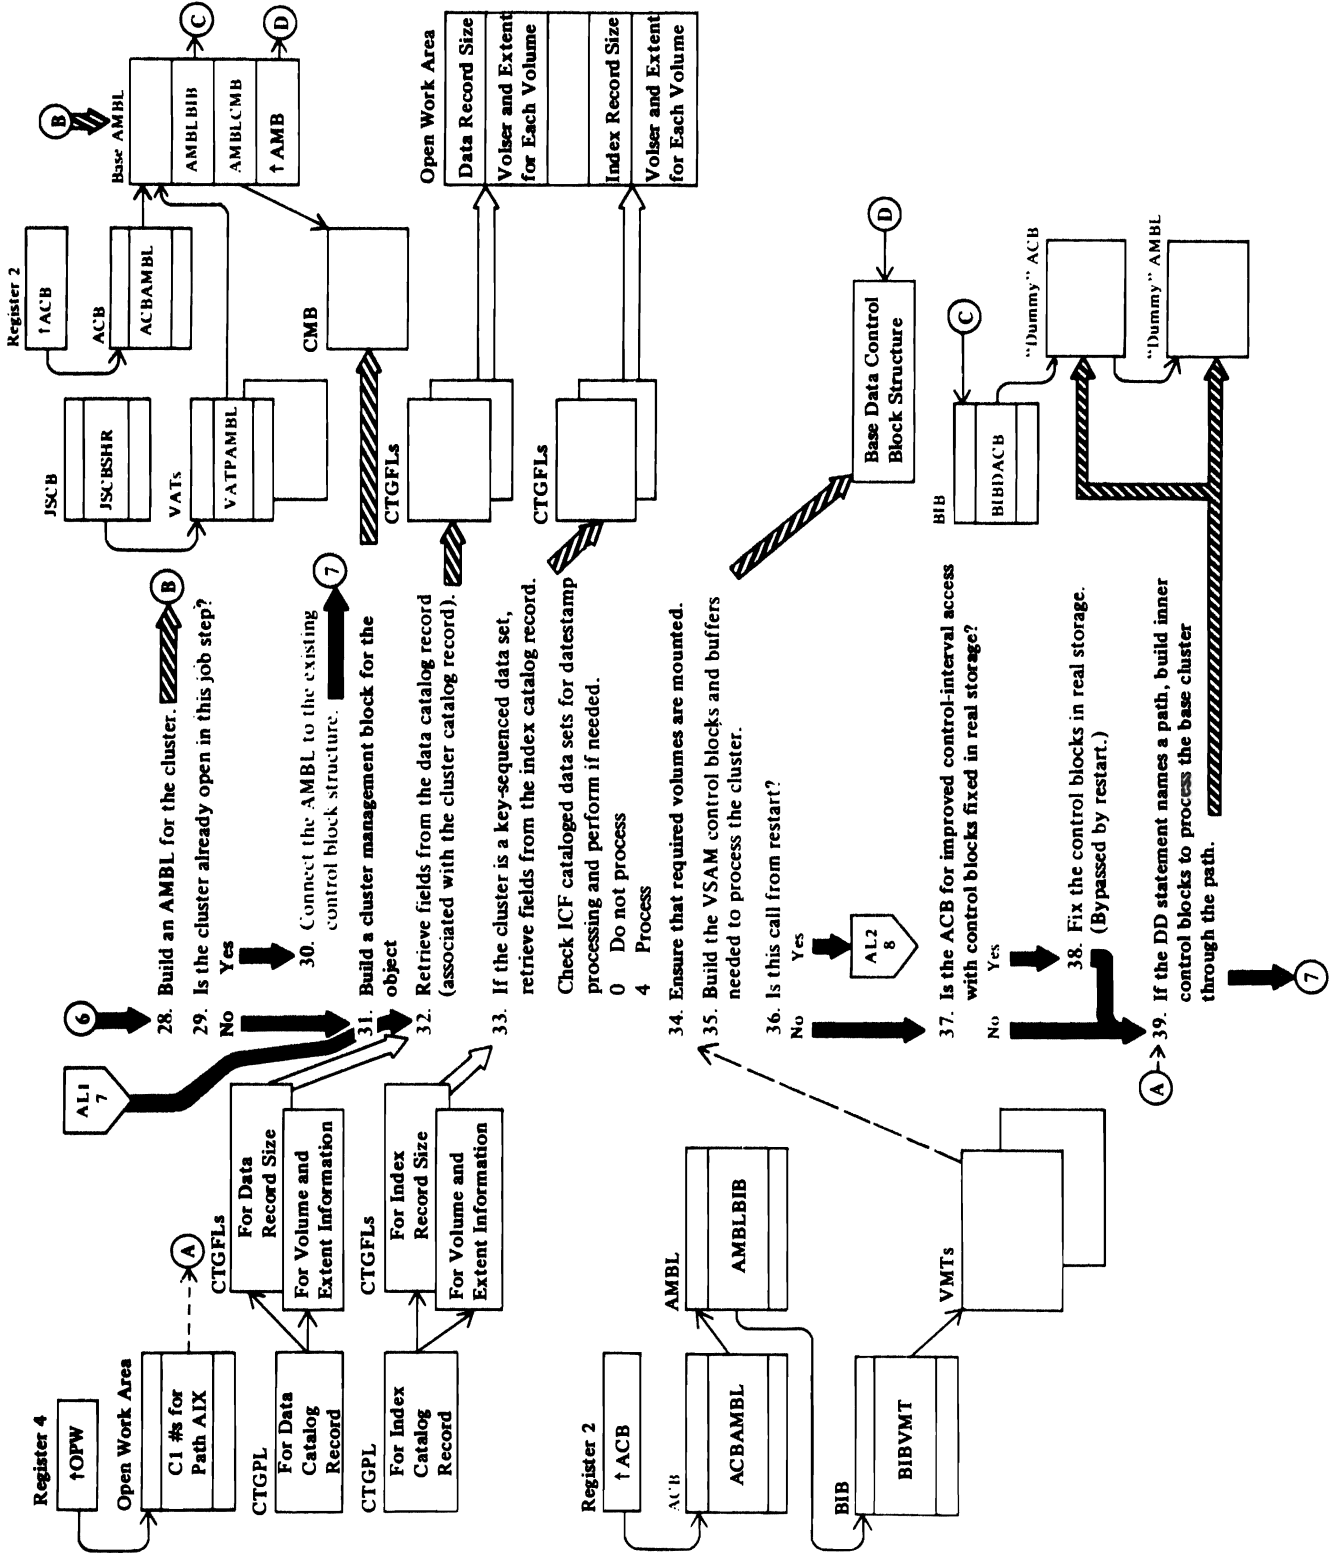 Register 4
↑OPW
Open Work Area
C1 #s for
Path AIX
A
CTGPL
For Data
Catalog
Record
CTGFLs
For Data
Record Size
For Volume and
Extent Information
CTGPL
For Index
Catalog
Record
CTGFLs
For Index
Record Size
For Volume and
Extent Information
Register 2
↑ACB
ACB
ACBAMBL
AMBL
AMBLBIB
BIB
BIBVMT
VMTs
AL1
7
6
28. Build an AMBL for the cluster.
B
29. Is the cluster already open in this job step?
No
Yes
30. Connect the AMBL to the existing
control block structure.
7
31. Build a cluster management block for the
object
32. Retrieve fields from the data catalog record
(associated with the cluster catalog record).
33. If the cluster is a key-sequenced data set,
retrieve fields from the index catalog record.
Check ICF cataloged data sets for datestamp
processing and perform if needed.
0 Do not process
4 Process
34. Ensure that required volumes are mounted.
35. Build the VSAM control blocks and buffers
needed to process the cluster.
36. Is this call from restart?
No
Yes
AL2
8
37. Is the ACB for improved control-interval access
with control blocks fixed in real storage?
No
Yes
38. Fix the control blocks in real storage.
(Bypassed by restart.)
A
39. If the DD statement names a path, build inner
control blocks to process the base cluster
through the path.
7
Register 2
↑ACB
ACB
ACBAMBL
JSCB
JSCBSHR
VATs
VATPAMBL
B
Base AMBL
AMBLBIB
AMBLCMB
↑AMB
C
D
CMB
CTGFLs
CTGFLs
Open Work Area
Data Record Size
Volser and Extent
for Each Volume
Index Record Size
Volser and Extent
for Each Volume
Base Data Control
Block Structure
D
BIB
BIBDACB
C
"Dummy" ACB
"Dummy" AMBL